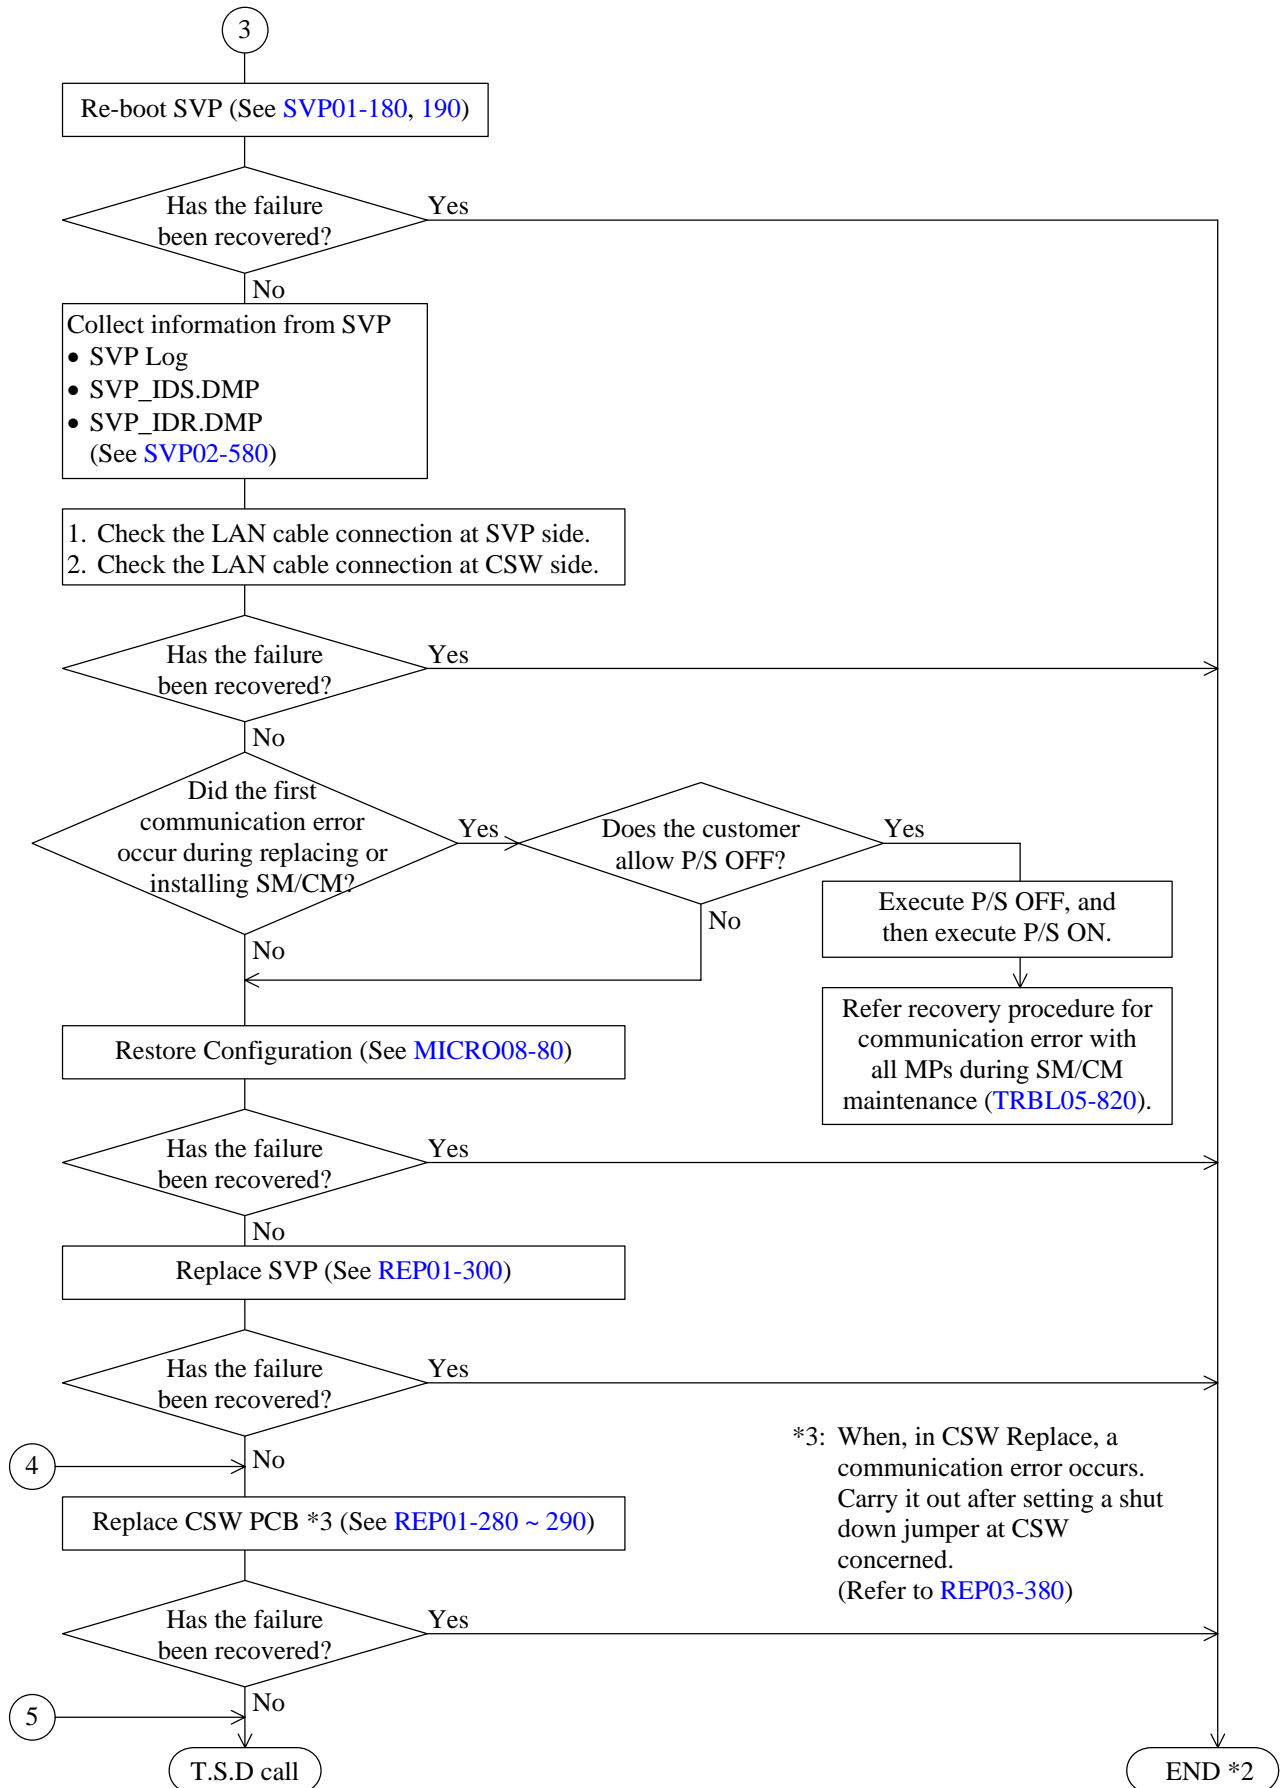 3
Re-boot SVP (See SVP01-180, 190)
Has the failure
been recovered?
Yes
No
Collect information from SVP
• SVP Log
• SVP_IDS.DMP
• SVP_IDR.DMP
(See SVP02-580)
1. Check the LAN cable connection at SVP side.
2. Check the LAN cable connection at CSW side.
Has the failure
been recovered?
Yes
No
Did the first
communication error
occur during replacing or
installing SM/CM?
Yes
Does the customer
allow P/S OFF?
Yes
No
No
Execute P/S OFF, and
then execute P/S ON.
Refer recovery procedure for
communication error with
all MPs during SM/CM
maintenance (TRBL05-820).
Restore Configuration (See MICRO08-80)
Has the failure
been recovered?
Yes
No
Replace SVP (See REP01-300)
Has the failure
been recovered?
Yes
No
4
Replace CSW PCB *3 (See REP01-280 ~ 290)
*3: When, in CSW Replace, a
communication error occurs.
Carry it out after setting a shut
down jumper at CSW
concerned.
(Refer to REP03-380)
Has the failure
been recovered?
Yes
No
5
T.S.D call
END *2